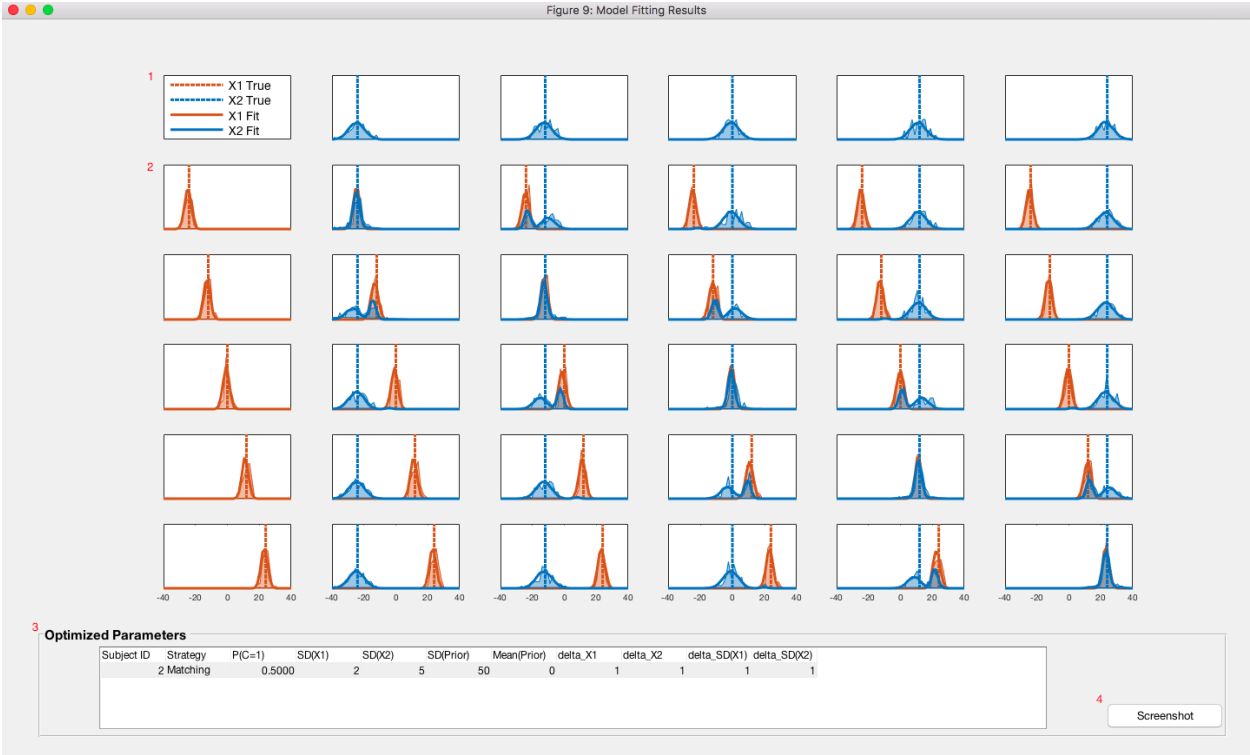 Figure 9: Model Fitting Results
1
X1 True
X2 True
X1 Fit
X2 Fit
2
-40 -20 0 20 40 -40 -20 0 20 40 -40 -20 0 20 40 -40 -20 0 20 40 -40 -20 0 20 40 -40 -20 0 20 40
3
Optimized Parameters
Subject ID Strategy P(C=1) SD(X1) SD(X2) SD(Prior) Mean(Prior) delta_X1 delta_X2 delta_SD(X1) delta_SD(X2)
2 Matching 0.5000 2 5 50 0 1 1 1 1
4
Screenshot